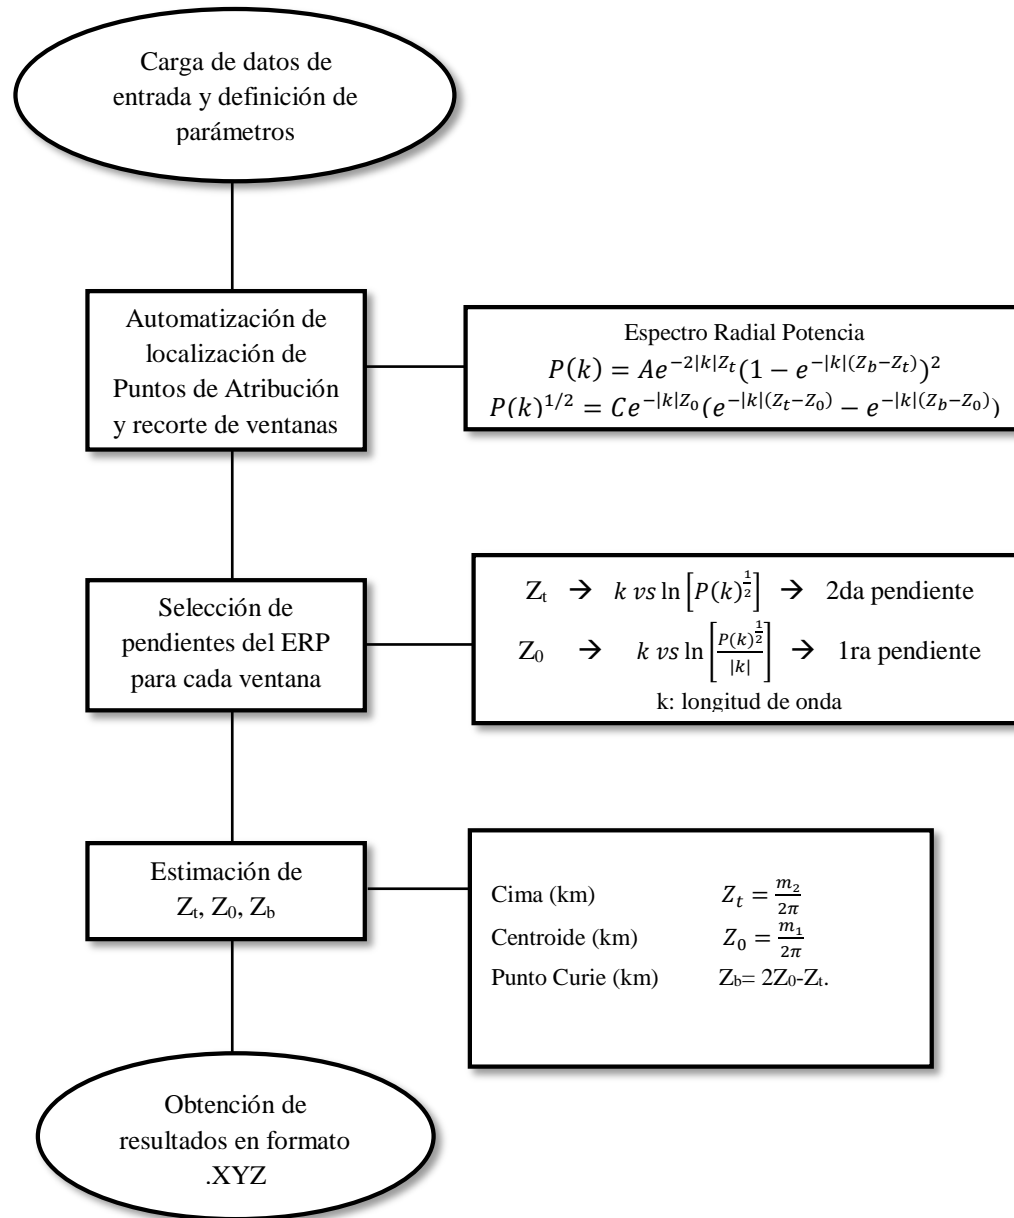 Carga de datos de
entrada y definición de
parámetros
Automatización de
localización de
Puntos de Atribución
y recorte de ventanas
Espectro Radial Potencia
P(k) = Ae^{-2|k|Z_t}(1 − e^{-|k|(Z_b−Z_t)})^2
P(k)^{1/2} = Ce^{-|k|Z_0}(e^{-|k|(Z_t−Z_0)} − e^{-|k|(Z_b−Z_0)})
Selección de
pendientes del ERP
para cada ventana
Z_t → k vs ln [P(k)^{1/2}] → 2da pendiente
Z_0 → k vs ln [P(k)^{1/2}/|k|] → 1ra pendiente
k: longitud de onda
Estimación de
Z_t, Z_0, Z_b
Cima (km) Z_t = m_2/2π
Centroide (km) Z_0 = m_1/2π
Punto Curie (km) Z_b= 2Z_0-Z_t.
Obtención de
resultados en formato
.XYZ